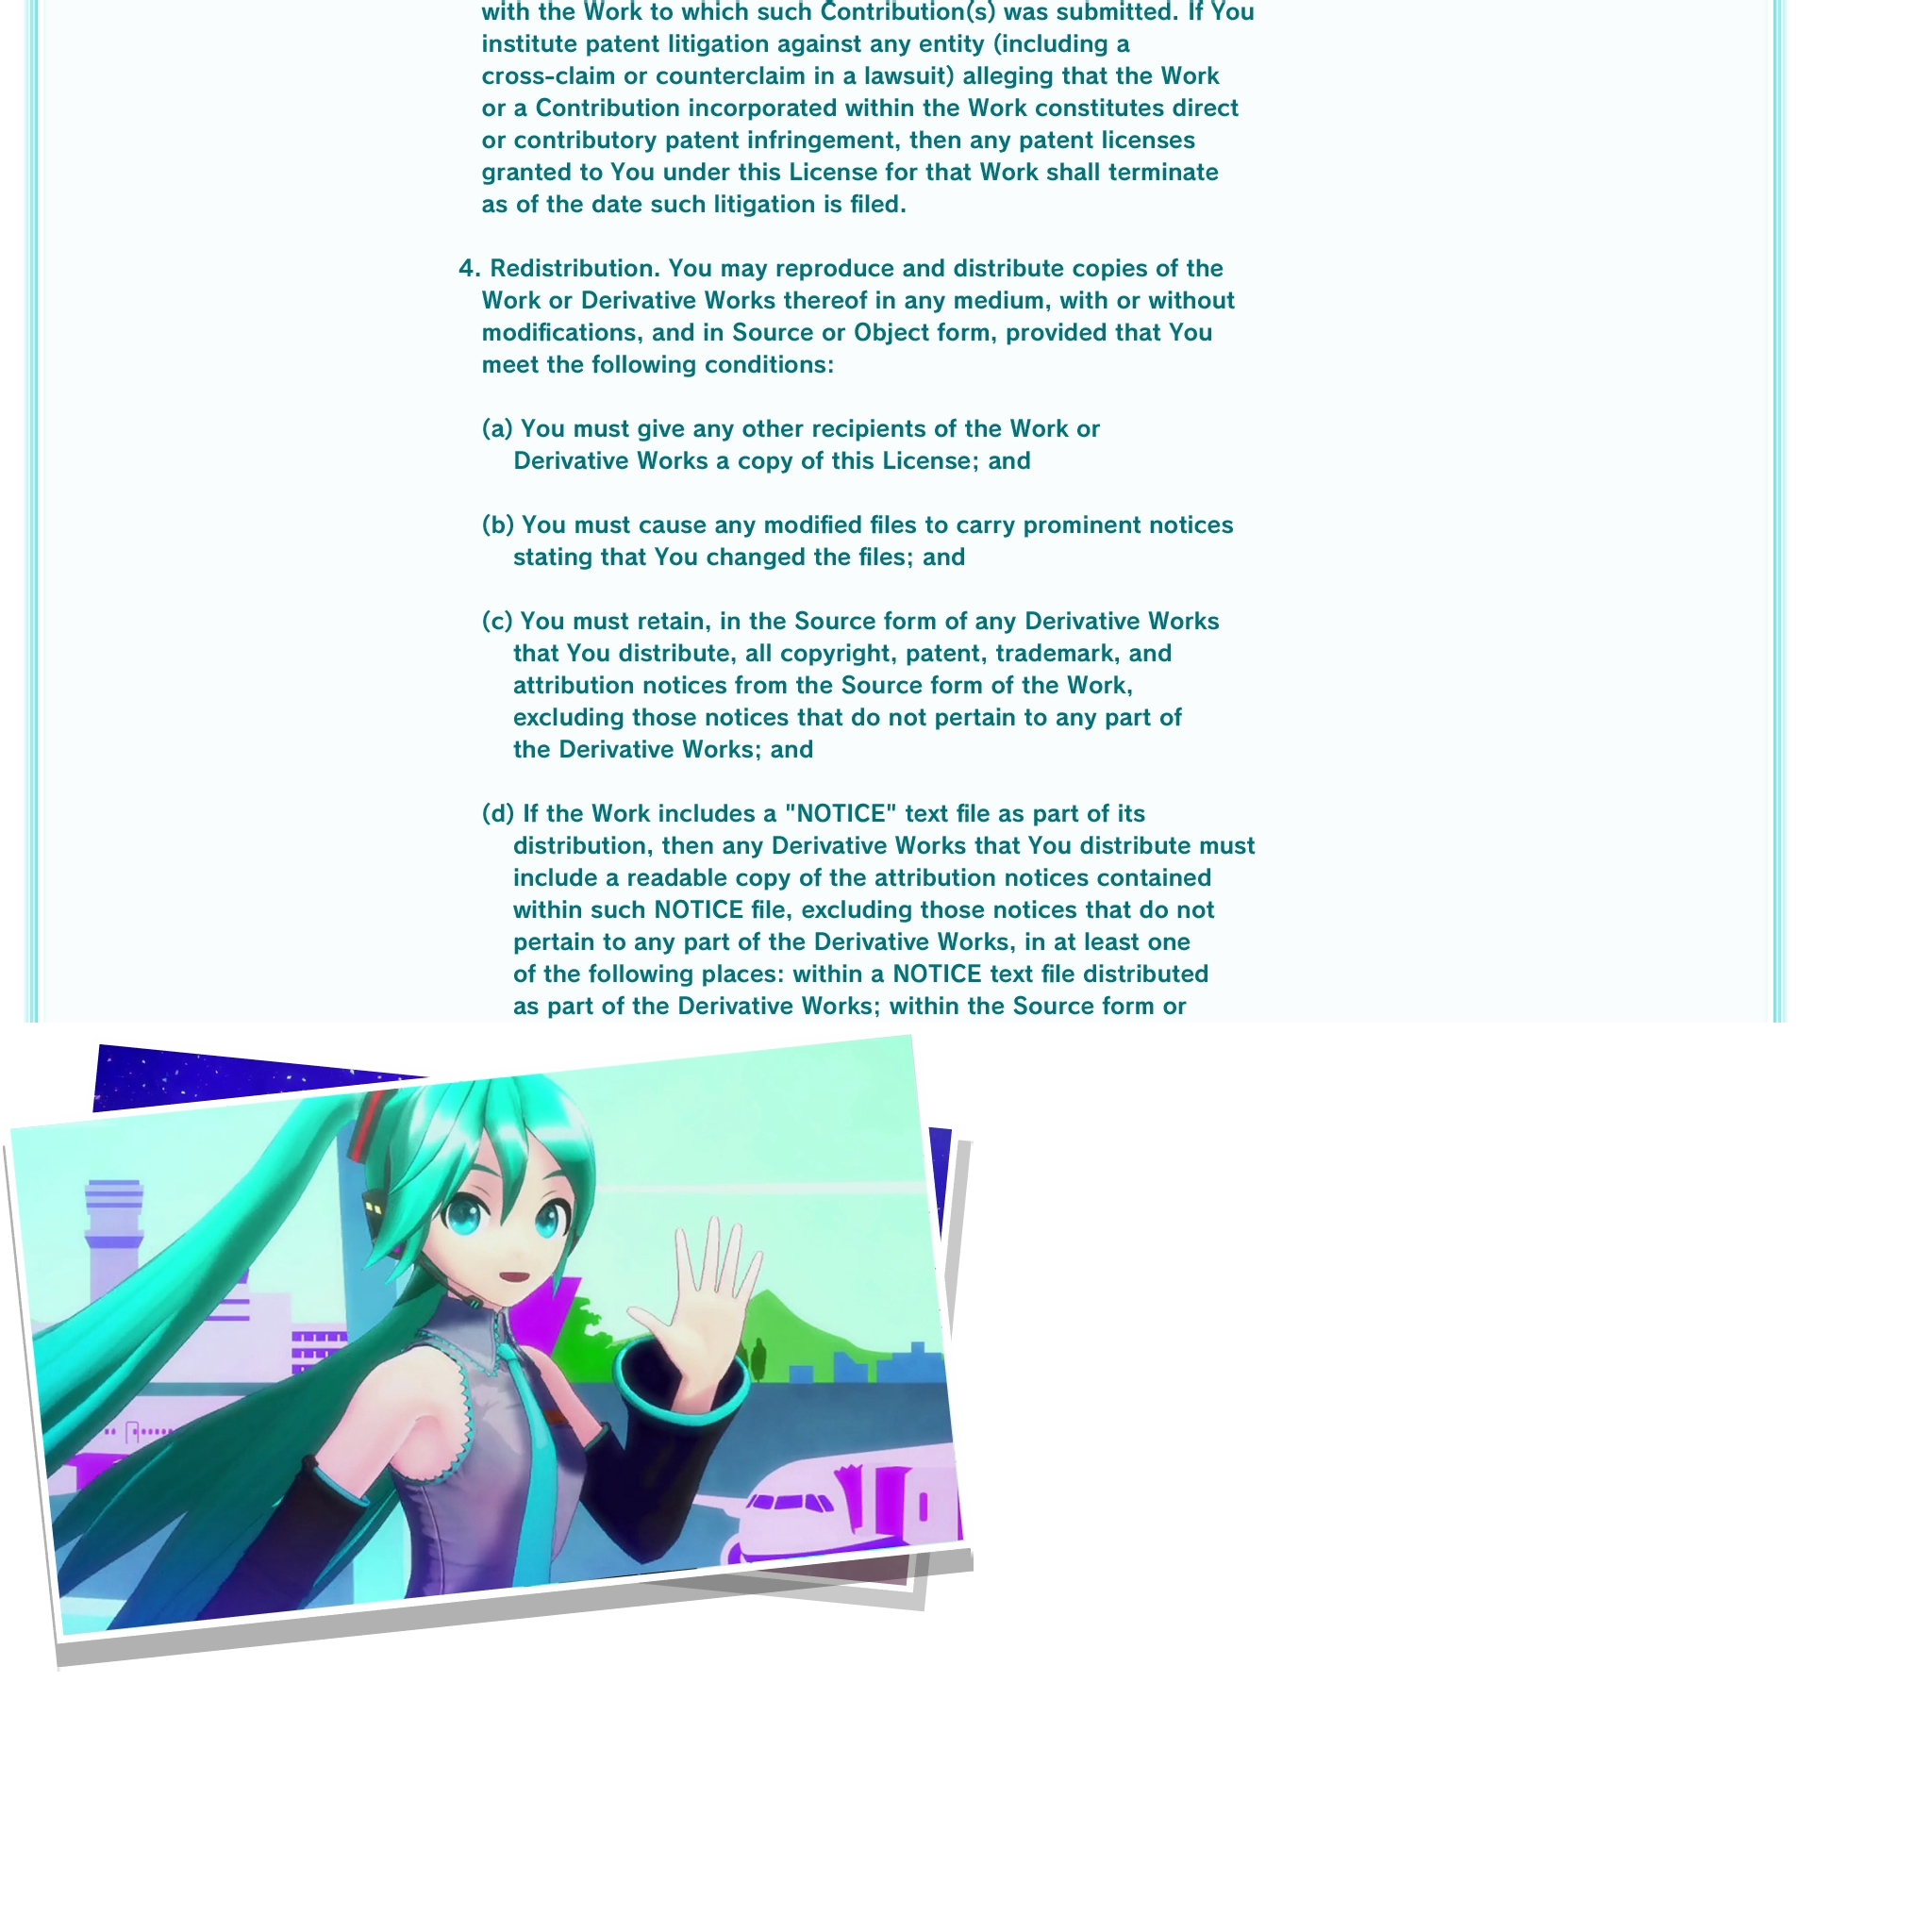 with the Work to which such Contribution(s) was submitted. If You
institute patent litigation against any entity (including a
cross-claim or counterclaim in a lawsuit) alleging that the Work
or a Contribution incorporated within the Work constitutes direct
or contributory patent infringement, then any patent licenses
granted to You under this License for that Work shall terminate
as of the date such litigation is filed.
4. Redistribution. You may reproduce and distribute copies of the
Work or Derivative Works thereof in any medium, with or without
modifications, and in Source or Object form, provided that You
meet the following conditions:
(a) You must give any other recipients of the Work or
Derivative Works a copy of this License; and
(b) You must cause any modified files to carry prominent notices
stating that You changed the files; and
(c) You must retain, in the Source form of any Derivative Works
that You distribute, all copyright, patent, trademark, and
attribution notices from the Source form of the Work,
excluding those notices that do not pertain to any part of
the Derivative Works; and
(d) If the Work includes a "NOTICE" text file as part of its
distribution, then any Derivative Works that You distribute must
include a readable copy of the attribution notices contained
within such NOTICE file, excluding those notices that do not
pertain to any part of the Derivative Works, in at least one
of the following places: within a NOTICE text file distributed
as part of the Derivative Works; within the Source form or